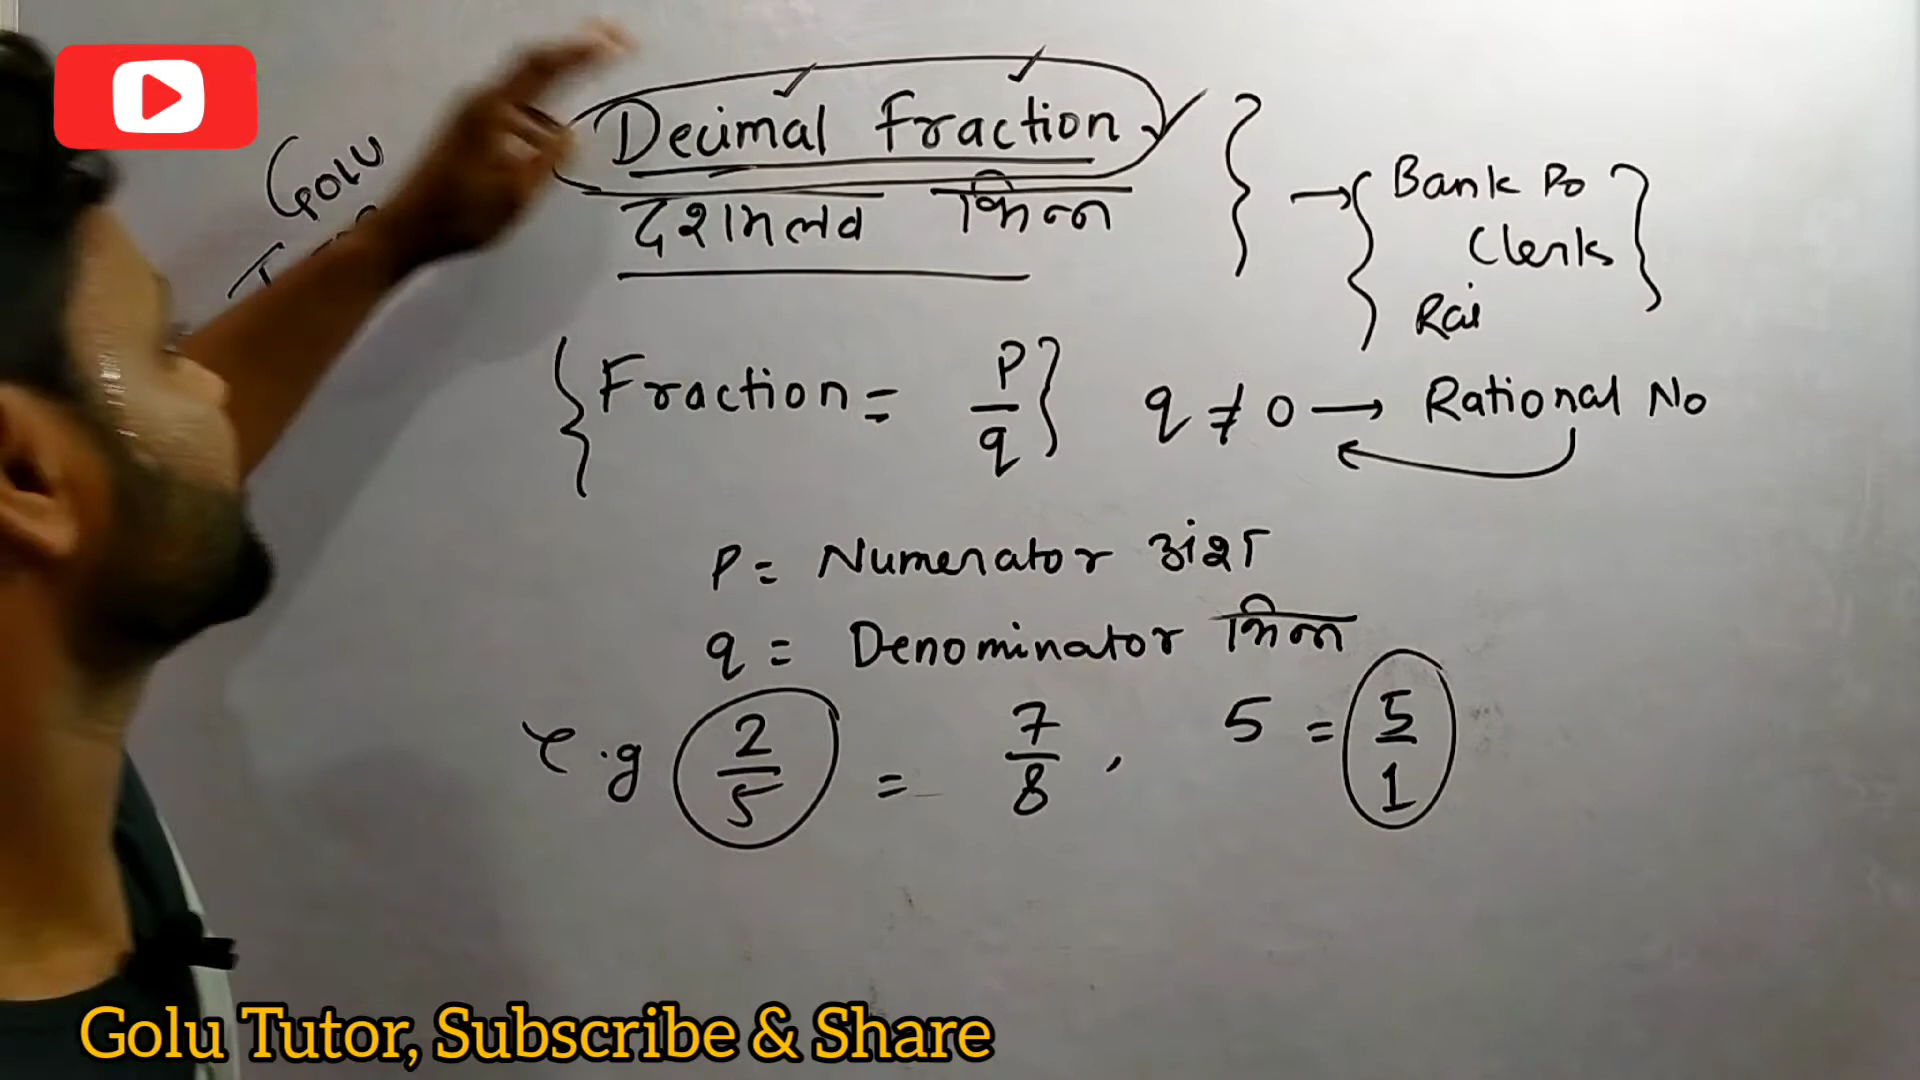 Golu
Decimal Fraction
दशमलव भिन्न
Bank Po
Clerk
Rai
Fraction = p/q q ≠ 0 → Rational No
P = Numerator अंश
q = Denominator भिन्न
e.g 2/5 = 7/8 , 5 = 5/1
Golu Tutor, Subscribe & Share